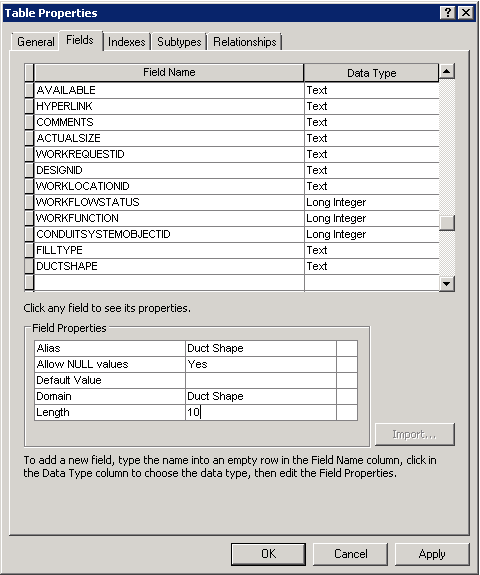 Table Properties
General Fields Indexes Subtypes Relationships
Field Name Data Type
AVAILABLE Text
HYPERLINK Text
COMMENTS Text
ACTUALSIZE Text
WORKREQUESTID Text
DESIGNID Text
WORKLOCATIONID Text
WORKFLOWSTATUS Long Integer
WORKFUNCTION Long Integer
CONDUITSYSTEMOBJECTID Long Integer
FILLTYPE Text
DUCTSHAPE Text
Click any field to see its properties.
Field Properties
Alias Duct Shape
Allow NULL values Yes
Default Value
Domain Duct Shape
Length 10
Import...
To add a new field, type the name into an empty row in the Field Name column, click in
the Data Type column to choose the data type, then edit the Field Properties.
OK Cancel Apply